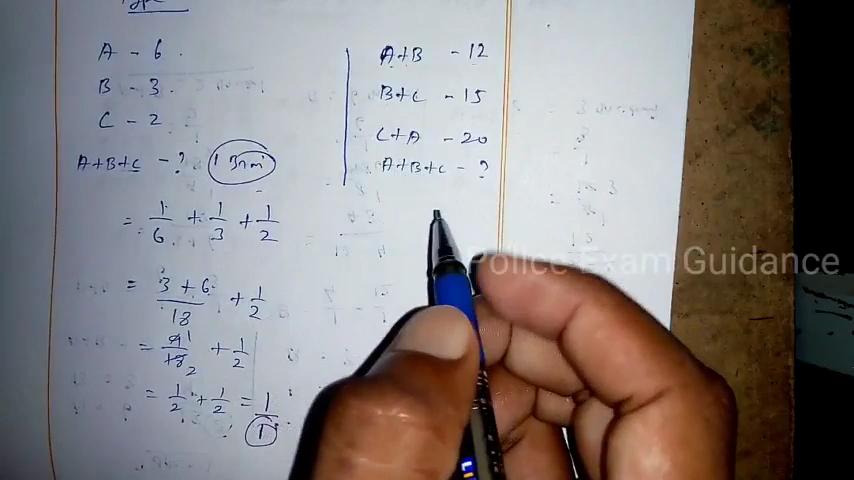 A - 6
B - 3
C - 2
A+B+C - ?
= 1/6 + 1/3 + 1/2
= 3+6/18 + 1/2
= 9 1/18 2 + 1/2
= 1/2 + 1/2 = 1/1
A+B - 12
B+C - 15
C+A - 20
A+B+C - ?
Police Exam Guidance